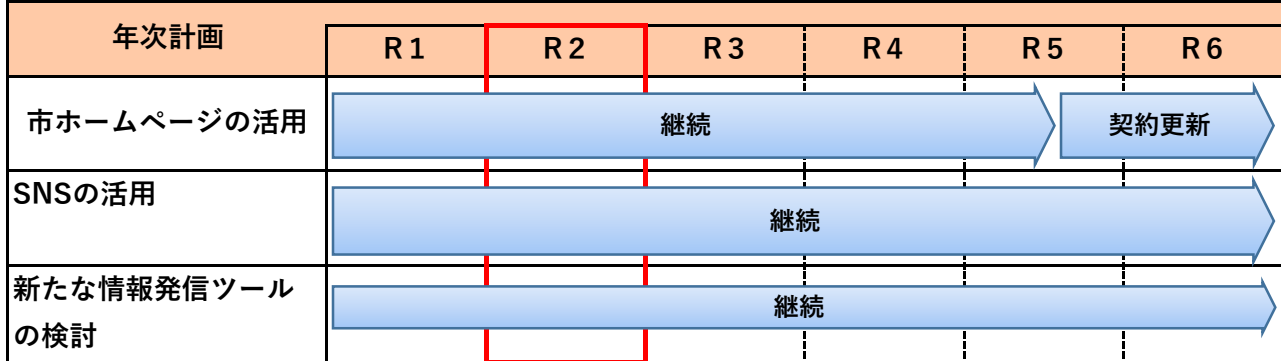 年次計画
R1 R2 R3 R4 R5 R6
市ホームページの活用
継続 契約更新
SNSの活用
継続
新たな情報発信ツール
の検討
継続